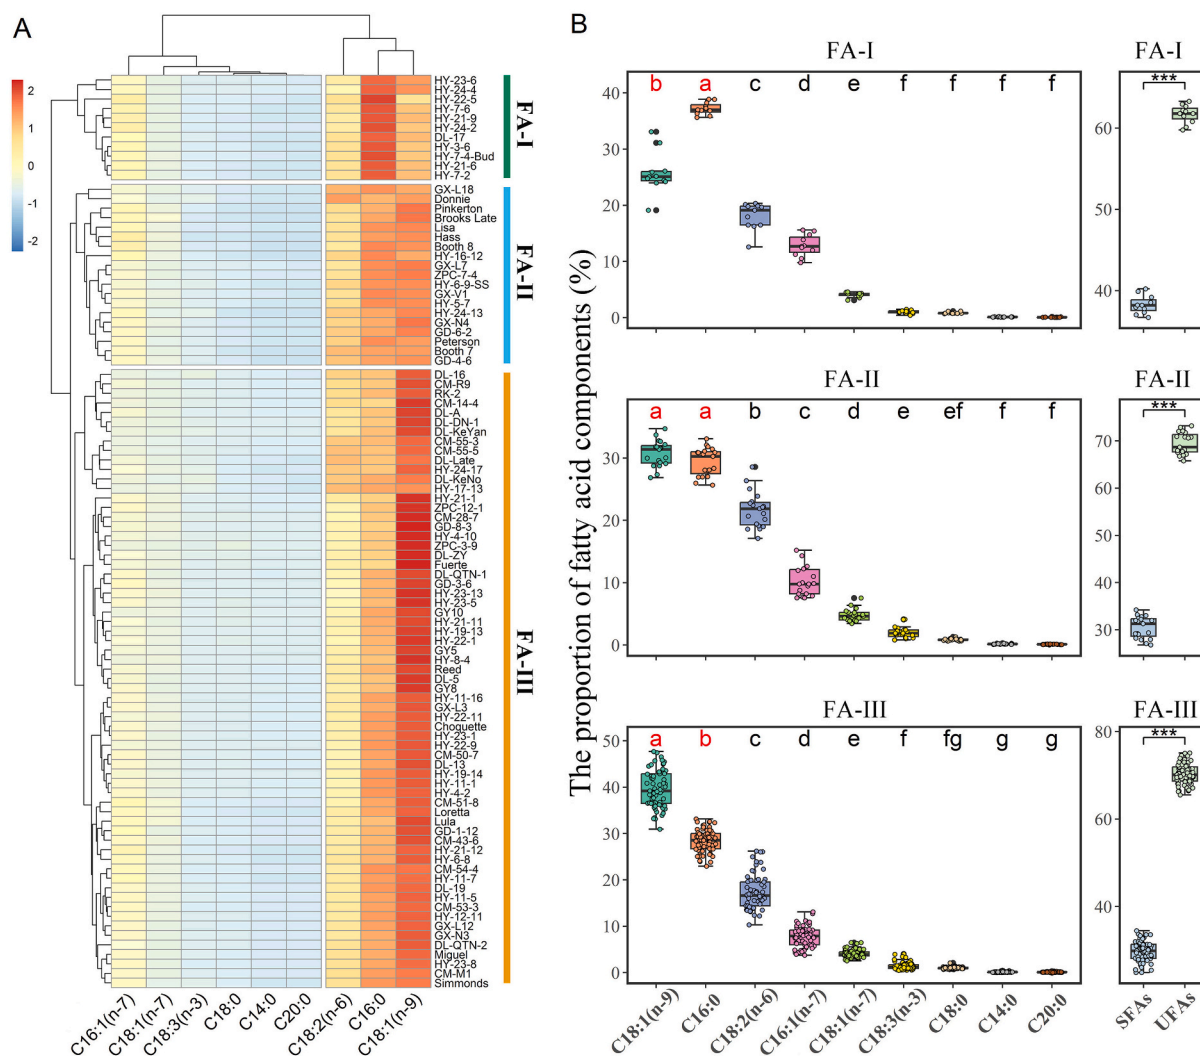 A
2
1
0
-1
-2
HY-23-6
HY-24-4
HY-22-5
HY-7-6
HY-21-9
HY-24-2
DL-17
HY-3-6
HY-7-4-Bud
HY-21-6
HY-7-2
FA-I
GX-L18
Donnie
Pinkerton
Brooks Late
Lisa
Hass
Booth 8
HY-16-12
GX-L7
ZPC-7-4
HY-6-9-SS
GX-V1
HY-5-7
HY-24-13
GX-N4
GD-6-2
Peterson
Booth 7
GD-4-6
FA-II
DL-16
CM-R9
RK-2
CM-14-4
DL-A
DL-DN-1
DL-KeYan
CM-55-3
CM-55-5
DL-Late
HY-24-17
DL-KeNo
HY-17-13
HY-21-1
ZPC-12-1
CM-28-7
GD-8-3
HY-4-10
ZPC-3-9
DL-ZY
Fuerte
DL-QTN-1
GD-3-6
HY-23-13
HY-23-5
GY10
HY-21-11
HY-19-13
HY-22-1
GY5
HY-8-4
Reed
DL-5
GY8
HY-11-16
GX-L3
HY-22-11
Choquette
HY-23-1
HY-22-9
CM-50-7
DL-13
HY-19-14
HY-11-1
HY-4-2
CM-51-8
Loretta
Lula
GD-1-12
CM-43-6
HY-21-12
HY-6-8
CM-54-4
HY-11-7
DL-19
HY-11-5
CM-53-3
HY-12-11
GX-L12
GX-N3
DL-QTN-2
Miguel
HY-23-8
CM-M1
Simmonds
FA-III
C16:1(n-7)
C18:1(n-7)
C18:3(n-3)
C18:0
C14:0
C20:0
C18:2(n-6)
C16:0
C18:1(n-9)
B
The proportion of fatty acid components (%)
FA-I
b a c d e f f f f
40
30
20
10
0
FA-I
***
60
50
40
FA-II
a a b c d e ef f f
30
20
10
0
FA-II
***
70
60
50
40
30
FA-III
a b c d e f fg g g
50
40
30
20
10
0
FA-III
***
80
60
40
C18:1(n-9)
C16:0
C18:2(n-6)
C16:1(n-7)
C18:1(n-7)
C18:3(n-3)
C18:0
C14:0
C20:0
SFAs
UFAs